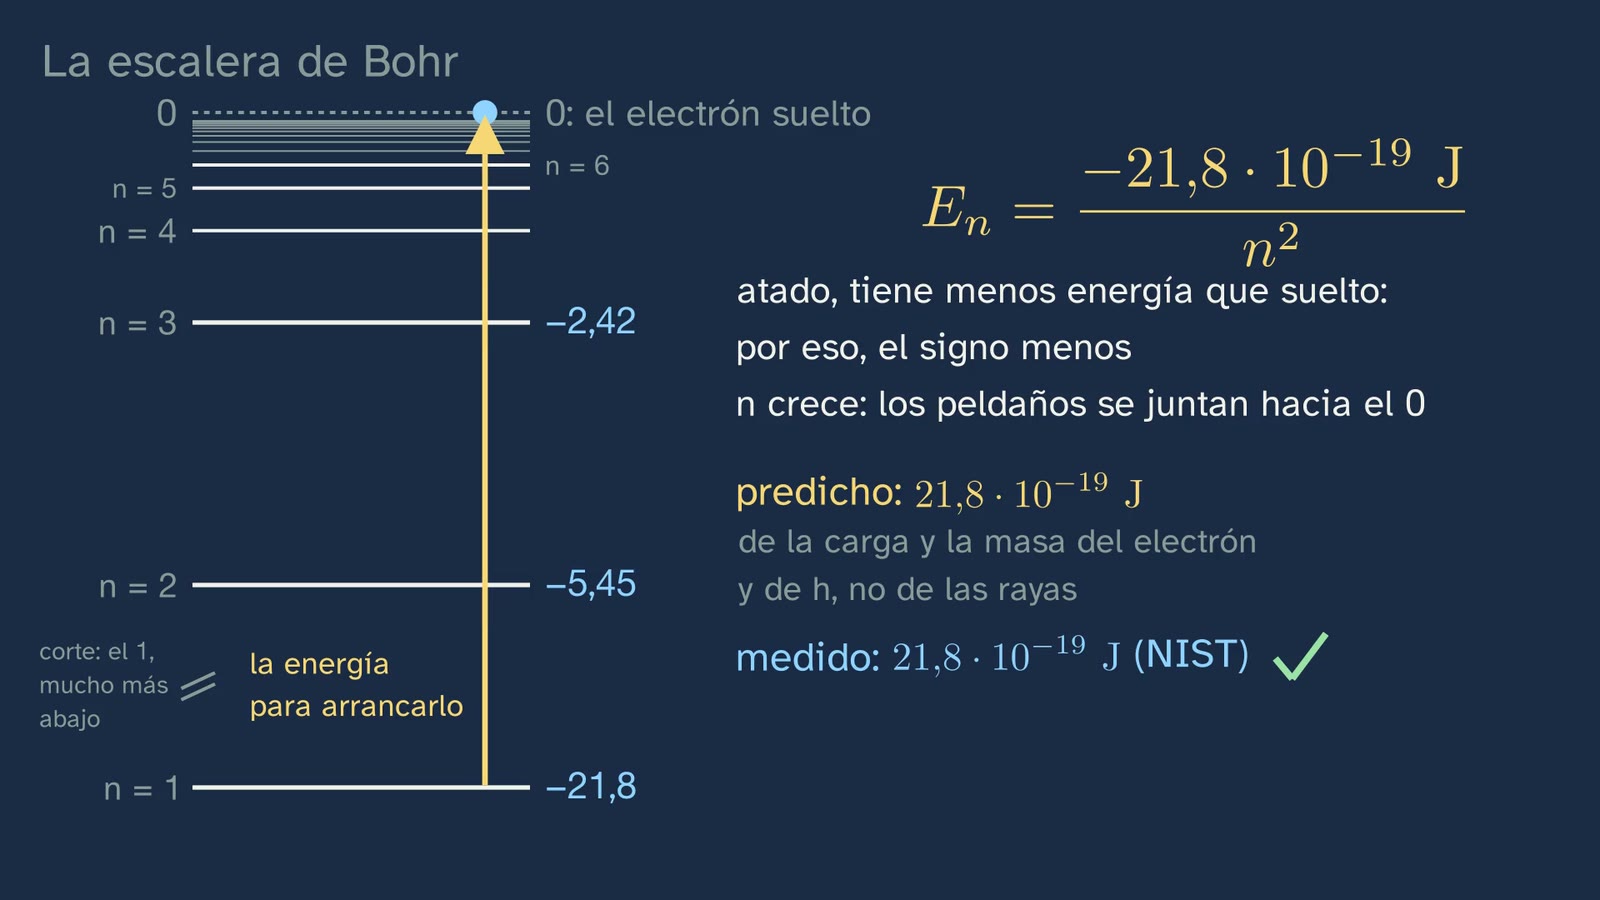 La escalera de Bohr
0
0: el electrón suelto
n = 6
n = 5
n = 4
n = 3
−2,42
n = 2
−5,45
corte: el 1,
mucho más
abajo
la energía
para arrancarlo
n = 1
−21,8
E_n = −21,8 · 10^−19 J / n^2
atado, tiene menos energía que suelto:
por eso, el signo menos
n crece: los peldaños se juntan hacia el 0
predicho: 21,8 · 10^−19 J
de la carga y la masa del electrón
y de h, no de las rayas
medido: 21,8 · 10^−19 J (NIST)